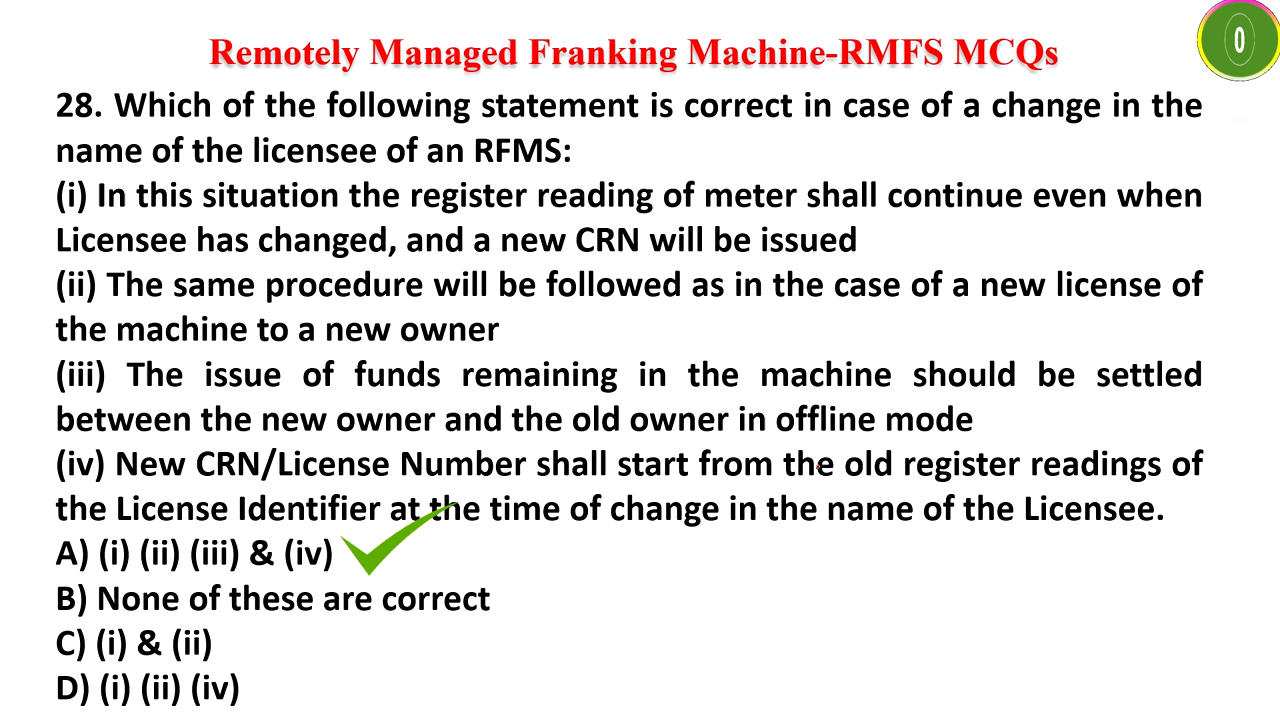 0
Remotely Managed Franking Machine-RMFS MCQs
28. Which of the following statement is correct in case of a change in the
name of the licensee of an RFMS:
(i) In this situation the register reading of meter shall continue even when
Licensee has changed, and a new CRN will be issued
(ii) The same procedure will be followed as in the case of a new license of
the machine to a new owner
(iii) The issue of funds remaining in the machine should be settled
between the new owner and the old owner in offline mode
(iv) New CRN/License Number shall start from the old register readings of
the License Identifier at the time of change in the name of the Licensee.
A) (i) (ii) (iii) & (iv)
B) None of these are correct
C) (i) & (ii)
D) (i) (ii) (iv)